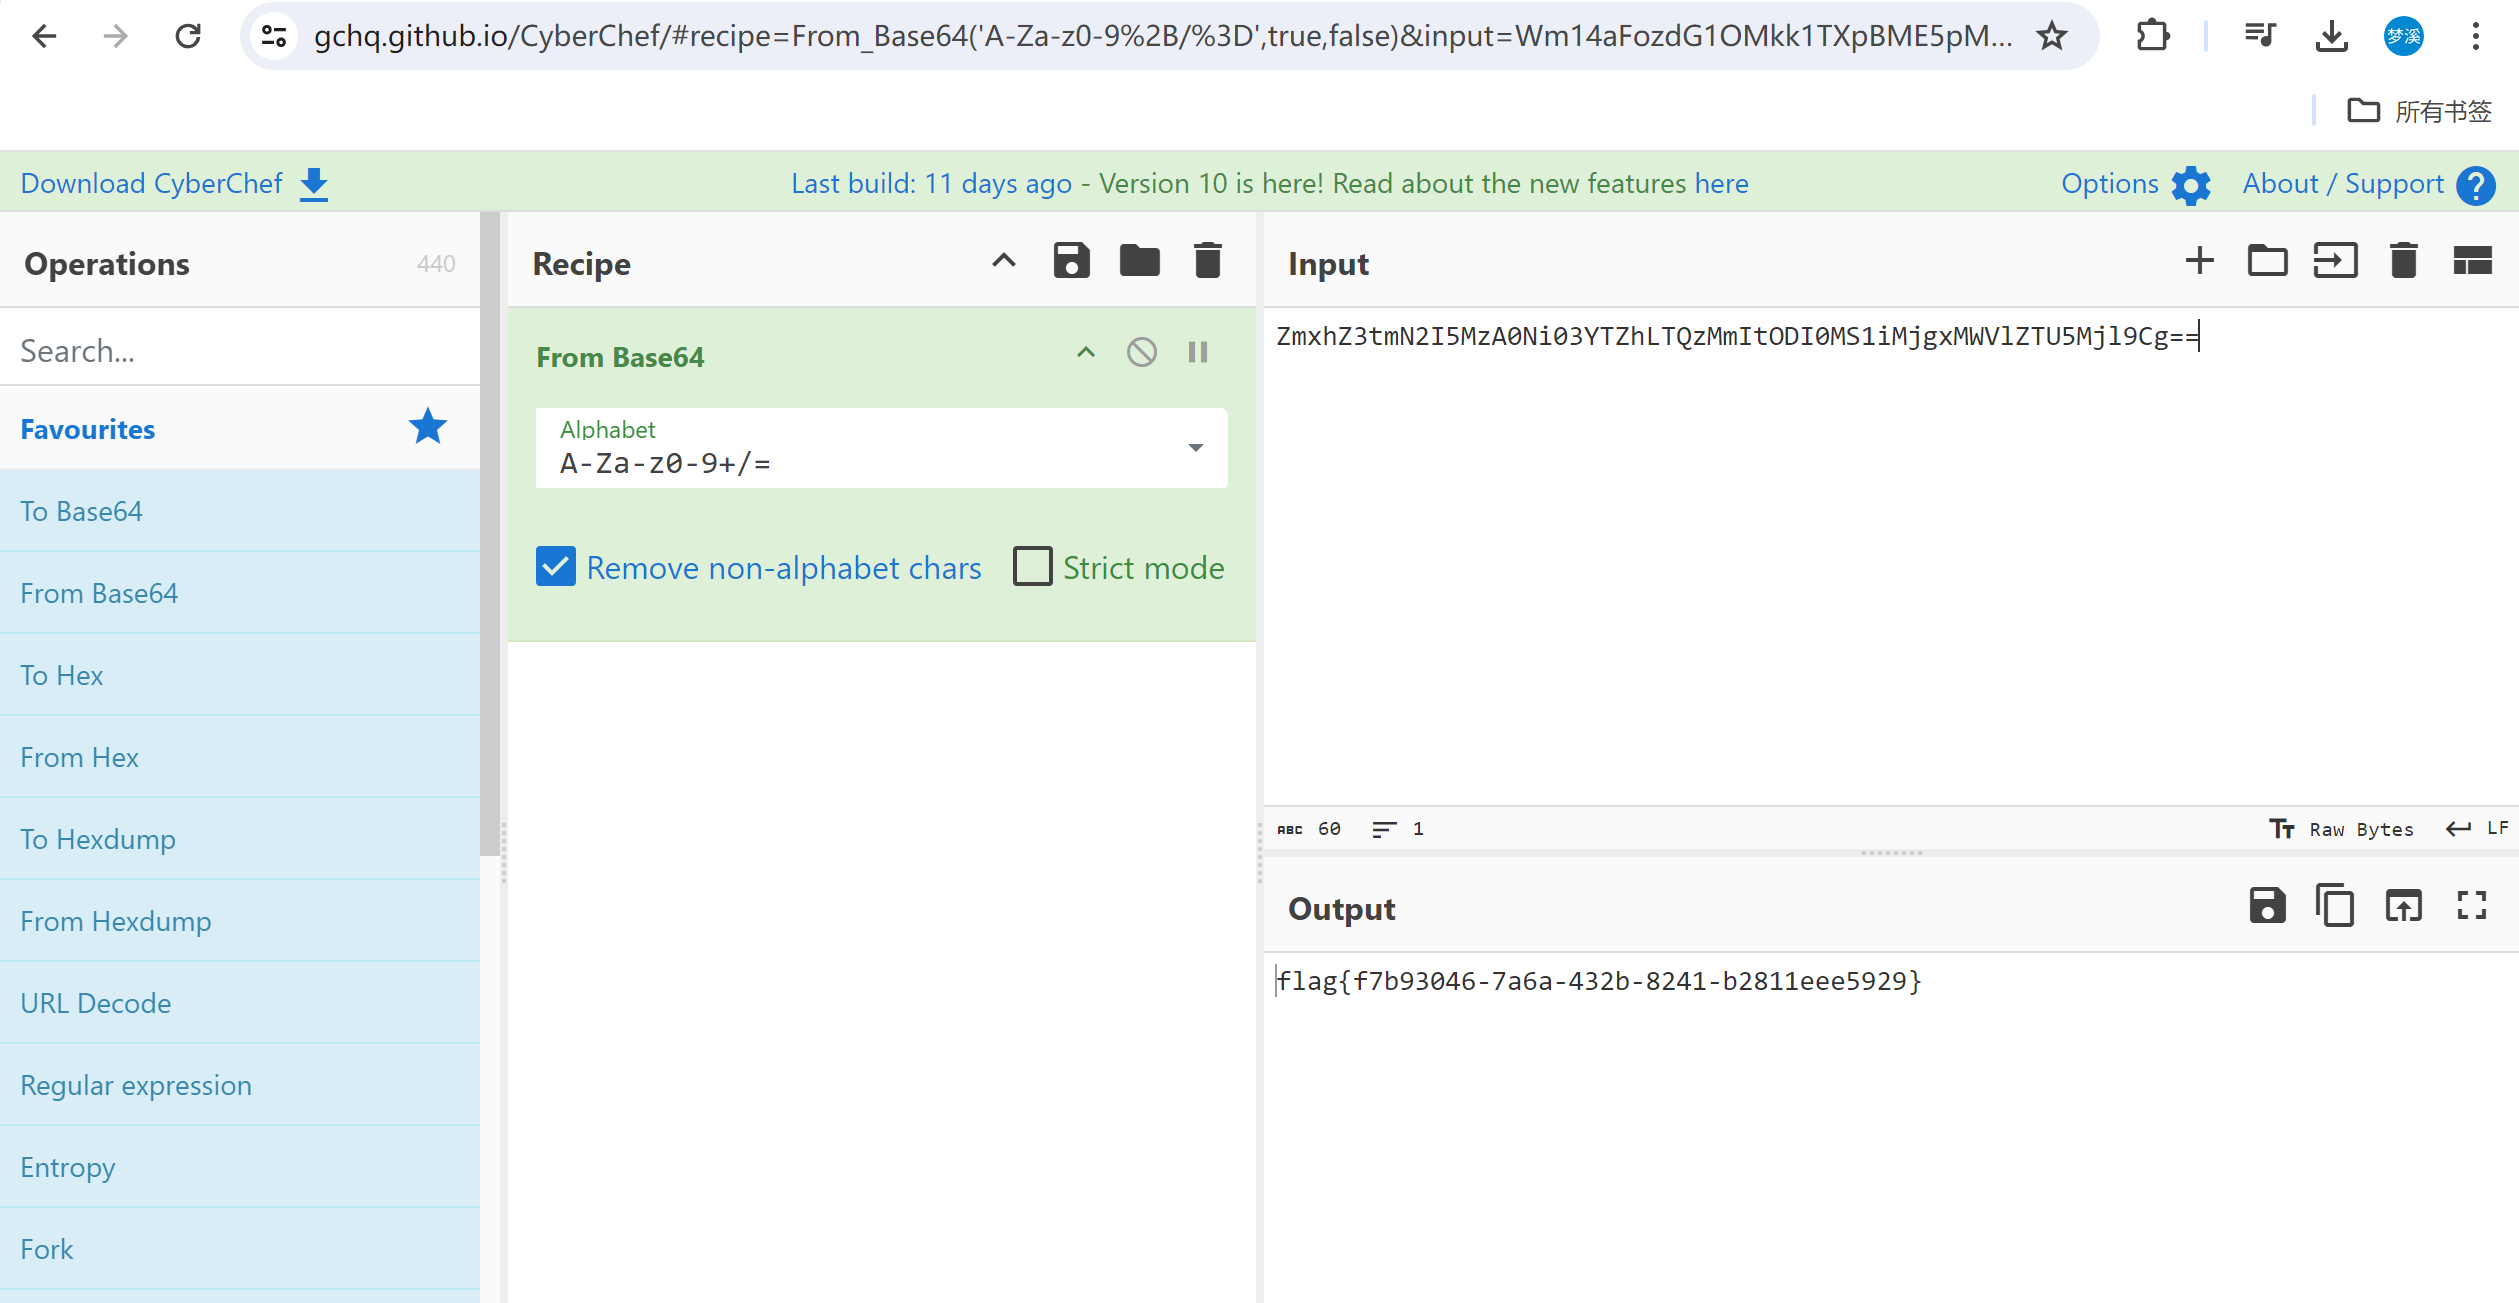 gchq.github.io/CyberChef/#recipe=From_Base64('A-Za-z0-9%2B/%3D',true,false)&input=Wm14aFozdG1OMkk1TXpBME5pM...
梦溪
所有书签
Download CyberChef
Last build: 11 days ago - Version 10 is here! Read about the new features here
Options
About / Support
Operations
440
Search...
Favourites
To Base64
From Base64
To Hex
From Hex
To Hexdump
From Hexdump
URL Decode
Regular expression
Entropy
Fork
Recipe
From Base64
Alphabet
A-Za-z0-9+/=
Remove non-alphabet chars
Strict mode
Input
ZmxhZ3tmN2I5MzA0Ni03YTZhLTQzMmItODI0MS1iMjgxMWVlZTU5Mjl9Cg==
ABC 60 1
Raw Bytes LF
Output
flag{f7b93046-7a6a-432b-8241-b2811eee5929}